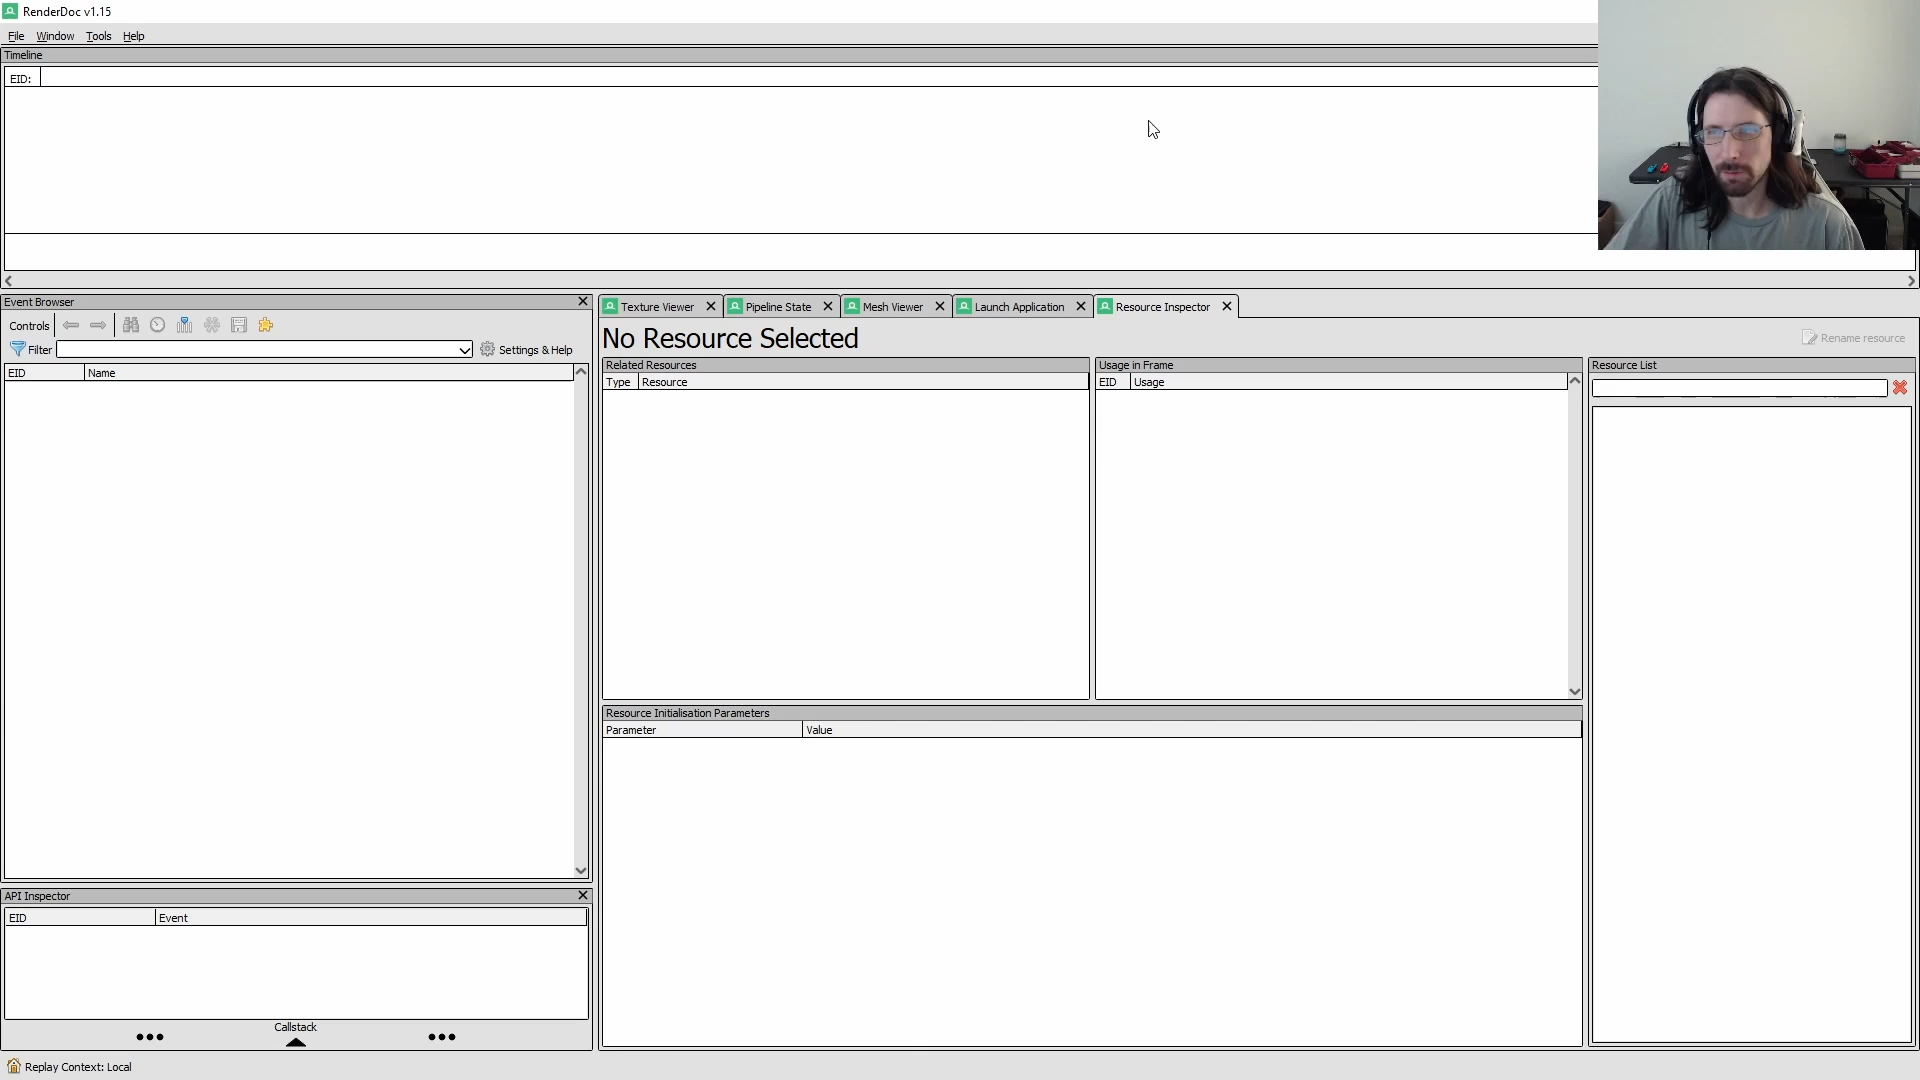 RenderDoc v1.15
File Window Tools Help
Timeline
EID:
Event Browser
Controls
Filter
Settings & Help
EID Name
API Inspector
EID Event
Callstack
Texture Viewer Pipeline State Mesh Viewer Launch Application Resource Inspector
No Resource Selected
Rename resource
Related Resources
Type Resource
Usage in Frame
EID Usage
Resource List
Resource Initialisation Parameters
Parameter Value
Replay Context: Local